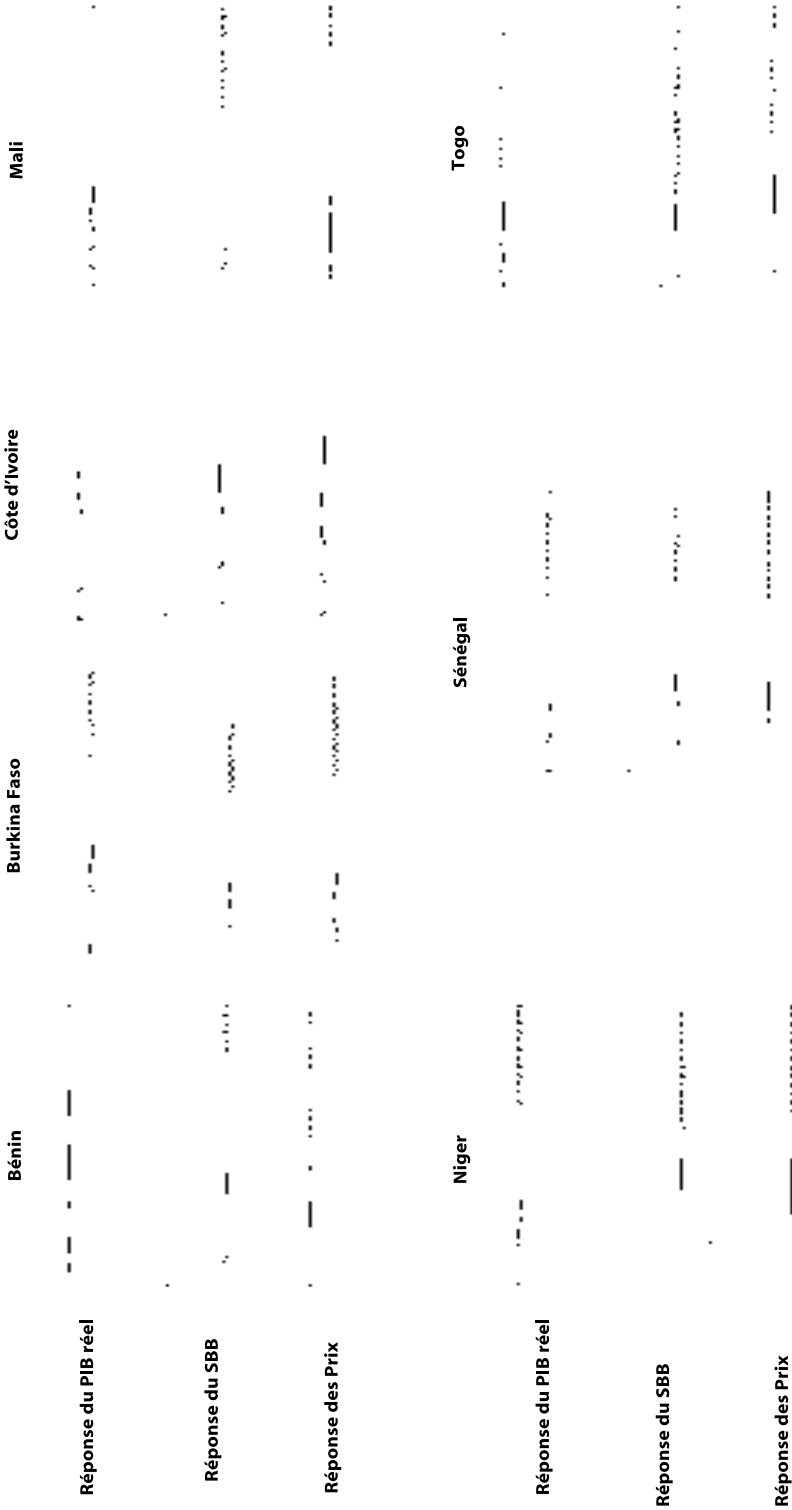 Bénin
Burkina Faso
Côte d'Ivoire
Mali
Réponse du PIB réel
Réponse du SBB
Réponse des Prix
Niger
Sénégal
Togo
Réponse du PIB réel
Réponse du SBB
Réponse des Prix